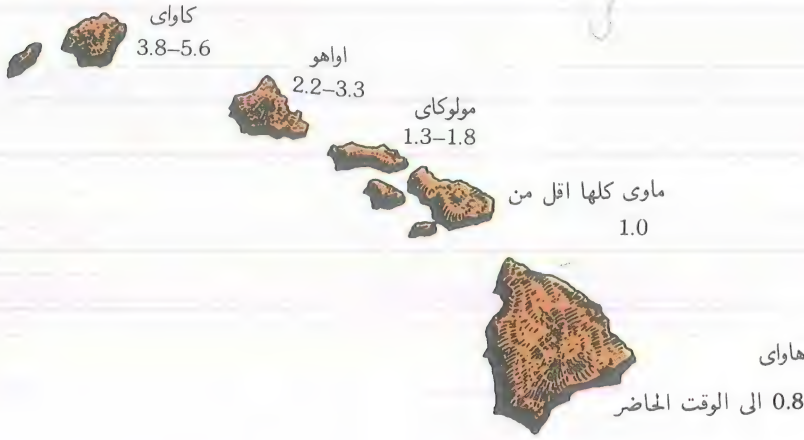 كاواى
3.8–5.6
اواهو
2.2–3.3
مولوكاى
1.3–1.8
ماوى كلها اقل من
1.0
هاواى
0.8 الى الوقت الحاضر